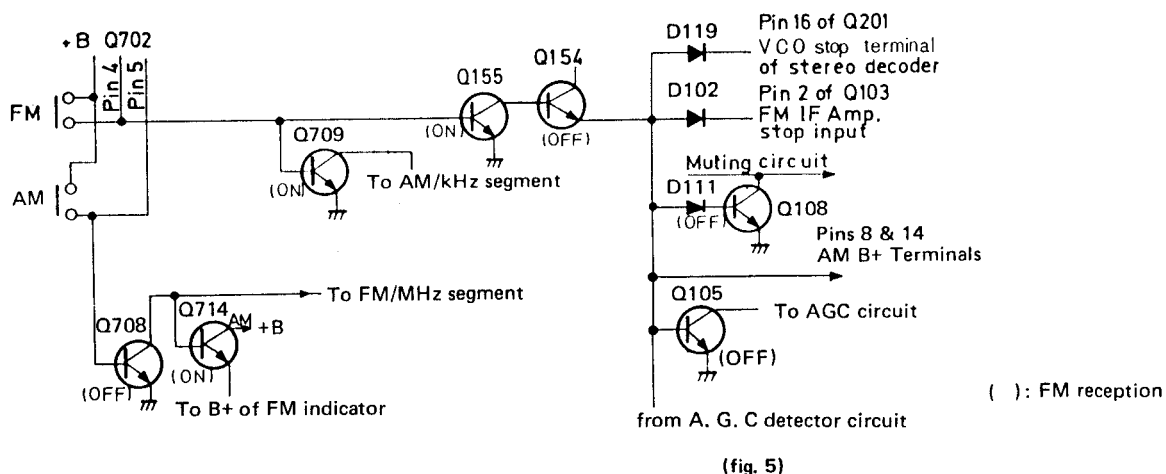 +B Q702
Pin 4
Pin 5
FM
AM
Q709
(ON)
To AM/kHz segment
Q155
(ON)
Q154
(OFF)
D119
Pin 16 of Q201
VCO stop terminal
of stereo decoder
D102
Pin 2 of Q103
FM IF Amp.
stop input
Muting circuit
D111
(OFF)
Q108
Pins 8 & 14
AM B+ Terminals
Q105
To AGC circuit
(OFF)
from A. G. C detector circuit
To FM/MHz segment
Q708
(OFF)
Q714
AM +B
(ON)
To B+ of FM indicator
( ): FM reception
(fig. 5)